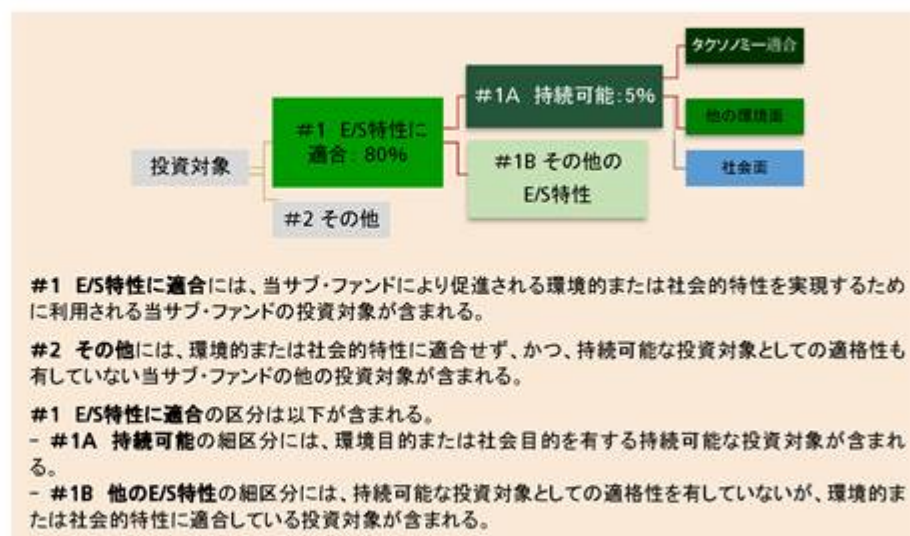 タクソノミー適合
#1A 持続可能:5%
#1 E/S特性に
適合: 80%
他の環境面
#1B その他の
E/S特性
投資対象
社会面
#2 その他
#1 E/S特性に適合には、当サブ・ファンドにより促進される環境的または社会的特性を実現するため
に利用される当サブ・ファンドの投資対象が含まれる。
#2 その他には、環境的または社会的特性に適合せず、かつ、持続可能な投資対象としての適格性も
有していない当サブ・ファンドの他の投資対象が含まれる。
#1 E/S特性に適合の区分は以下が含まれる。
- #1A 持続可能の細区分には、環境目的または社会目的を有する持続可能な投資対象が含まれ
る。
- #1B 他のE/S特性の細区分には、持続可能な投資対象としての適格性を有していないが、環境的ま
たは社会的特性に適合している投資対象が含まれる。